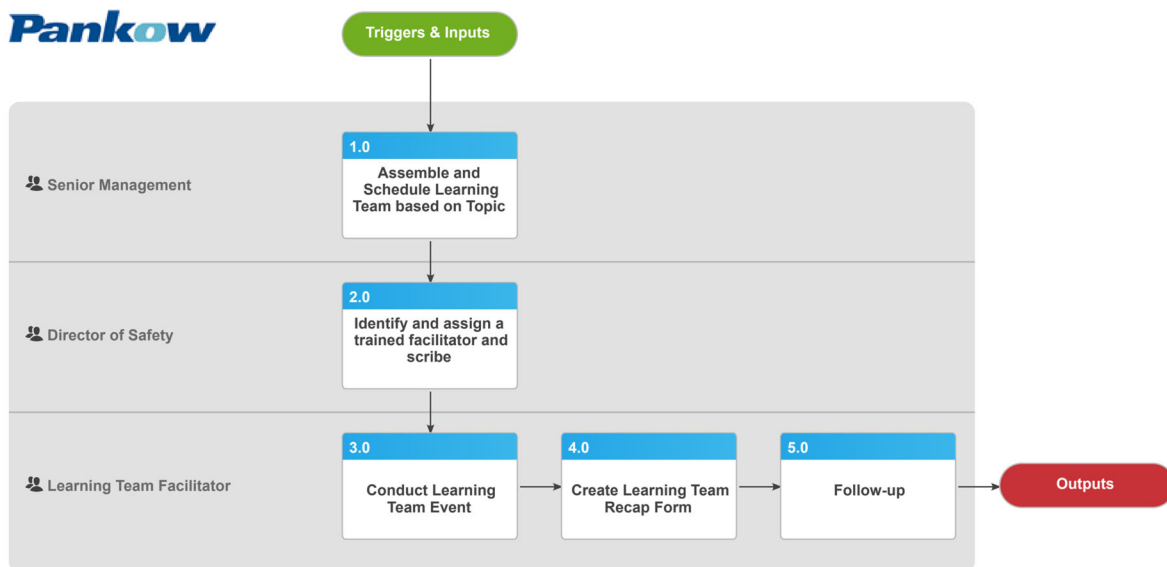 Pankow
Triggers & Inputs
Senior Management
1.0
Assemble and
Schedule Learning
Team based on Topic
Director of Safety
2.0
Identify and assign a
trained facilitator and
scribe
Learning Team Facilitator
3.0
Conduct Learning
Team Event
4.0
Create Learning Team
Recap Form
5.0
Follow-up
Outputs